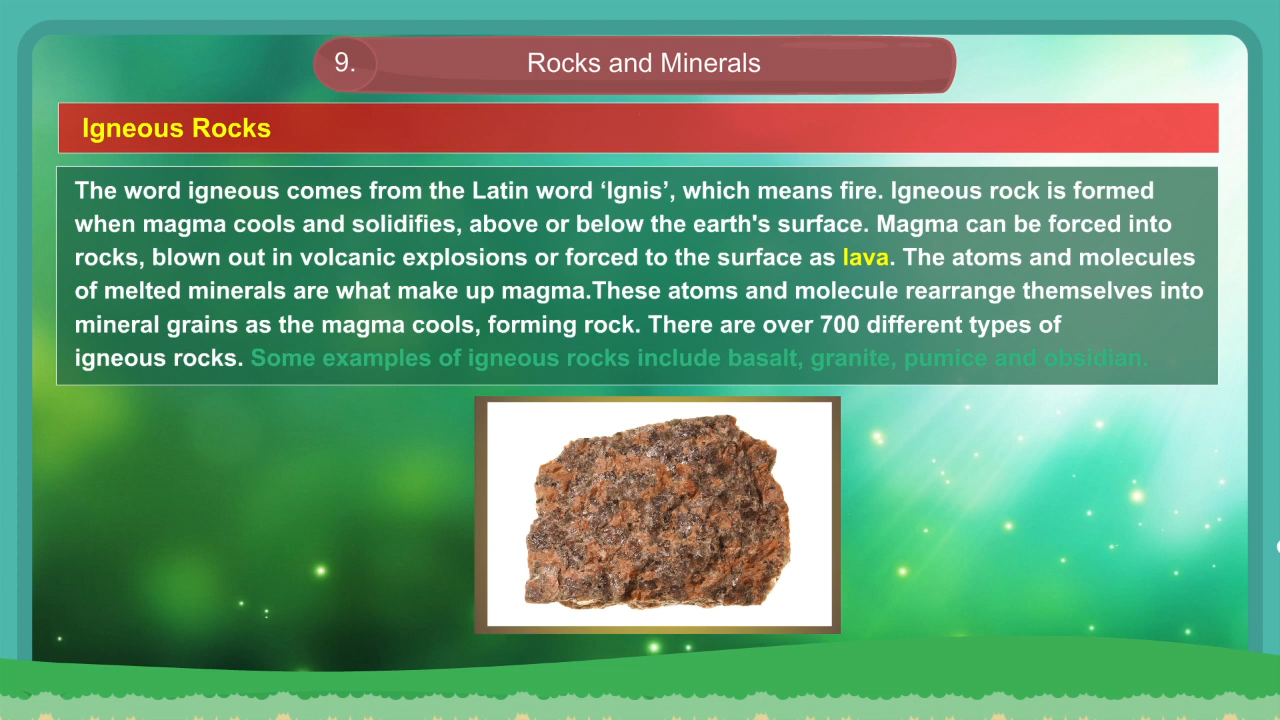 9.
Rocks and Minerals
Igneous Rocks
The word igneous comes from the Latin word ‘Ignis’, which means fire. Igneous rock is formed
when magma cools and solidifies, above or below the earth's surface. Magma can be forced into
rocks, blown out in volcanic explosions or forced to the surface as lava. The atoms and molecules
of melted minerals are what make up magma.These atoms and molecule rearrange themselves into
mineral grains as the magma cools, forming rock. There are over 700 different types of
igneous rocks. Some examples of igneous rocks include basalt, granite, pumice and obsidian.